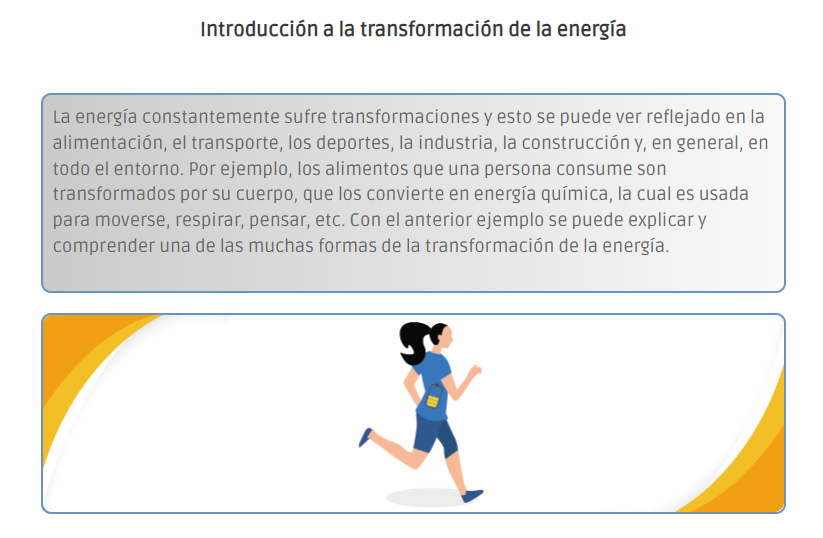 Introducción a la transformación de la energía
La energía constantemente sufre transformaciones y esto se puede ver reflejado en la
alimentación, el transporte, los deportes, la industria, la construcción y, en general, en
todo el entorno. Por ejemplo, los alimentos que una persona consume son
transformados por su cuerpo, que los convierte en energía química, la cual es usada
para moverse, respirar, pensar, etc. Con el anterior ejemplo se puede explicar y
comprender una de las muchas formas de la transformación de la energía.